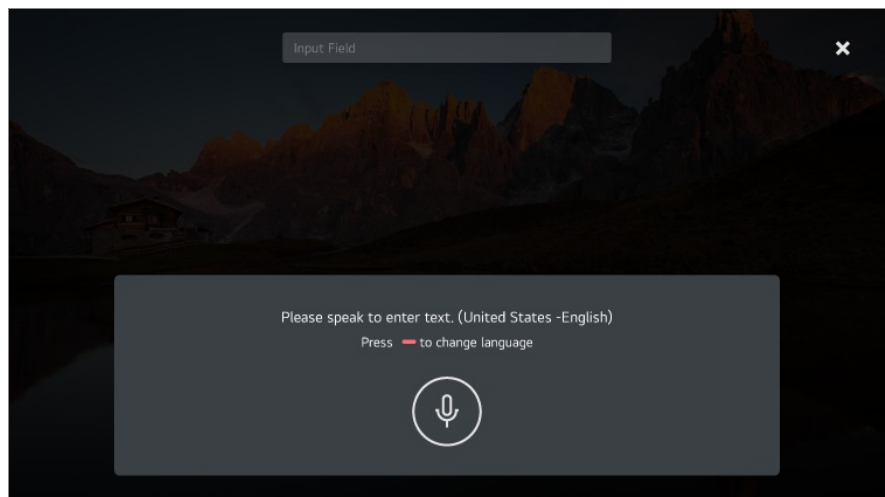 Input Field
Please speak to enter text. (United States -English)
Press to change language